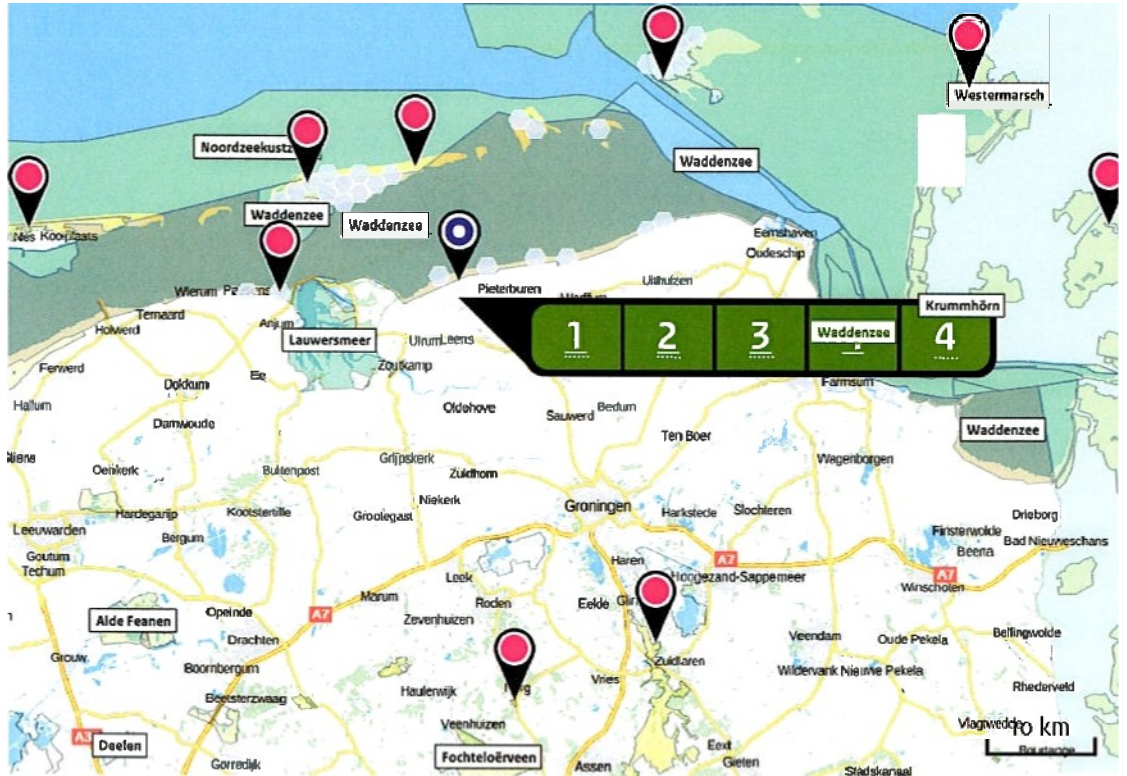 Westermarsch
Noordzeekustz
Waddenzee
Waddenzee
Waddenzee
Nes Kooiplaats
Eemshaven
Oudeschip
Wierum
Pieterburen
Uithuizen
Ternaard
Anjum
Holwerd
Lauwersmeer
Ulrum Leens
1 2 3 Waddenzee 4
Krummhörn
Ferwerd
Ee
Zoutkamp
Dokkum
Farmsum
Hallum
Oldehove
Sauwerd
Bedum
Damwoude
Ten Boer
Waddenzee
Oenkerk
Buitenpost
Grijpskerk
Zuidhorn
Wagenborgen
Niekerk
Groningen
Hardegarijp
Kootstertille
Grootegast
Harkstede
Slochteren
Drieborg
Leeuwarden
Bergum
Finsterwolde
Bad Nieuweschans
Goutum
Techum
Haren
A7
Beerta
Leek
Hoogezand-Sappemeer
A7
Winschoten
Marum
Roden
Eelde
Opeinde
A7
Alde Feanen
Zevenhuizen
Drachten
Veendam
Oude Pekela
Bellingwolde
Grouw
Boornbergum
Zuidlaren
Wildervank
Nieuwe Pekela
Vries
Haulerwijk
Rhederveld
Beetsterzwaag
Veenhuizen
Vlagtwedde
10 km
Deelen
Fochteloërveen
Eext
Bourtange
Gorredijk
Assen
Gieten
Stadskanaal